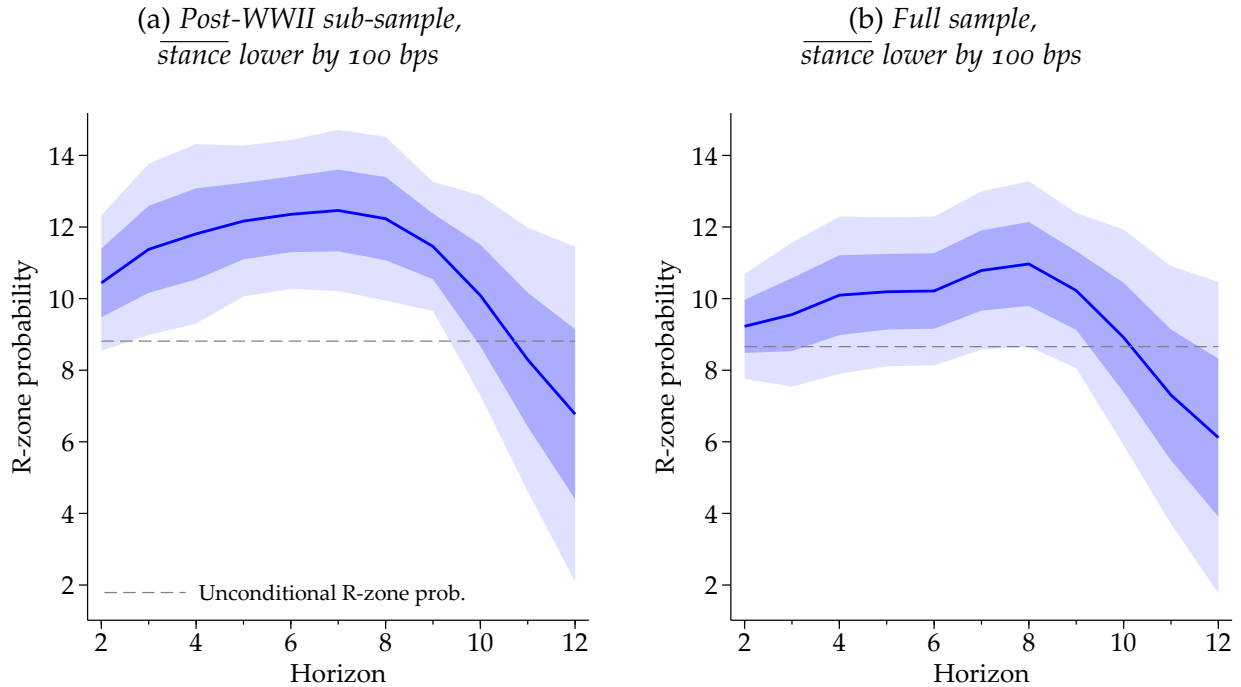 (a) Post-WWII sub-sample,
stance lower by 100 bps
R-zone probability
14
12
10
8
6
4
2
Unconditional R-zone prob.
2 4 6 8 10 12
Horizon
(b) Full sample,
stance lower by 100 bps
R-zone probability
14
12
10
8
6
4
2
2 4 6 8 10 12
Horizon